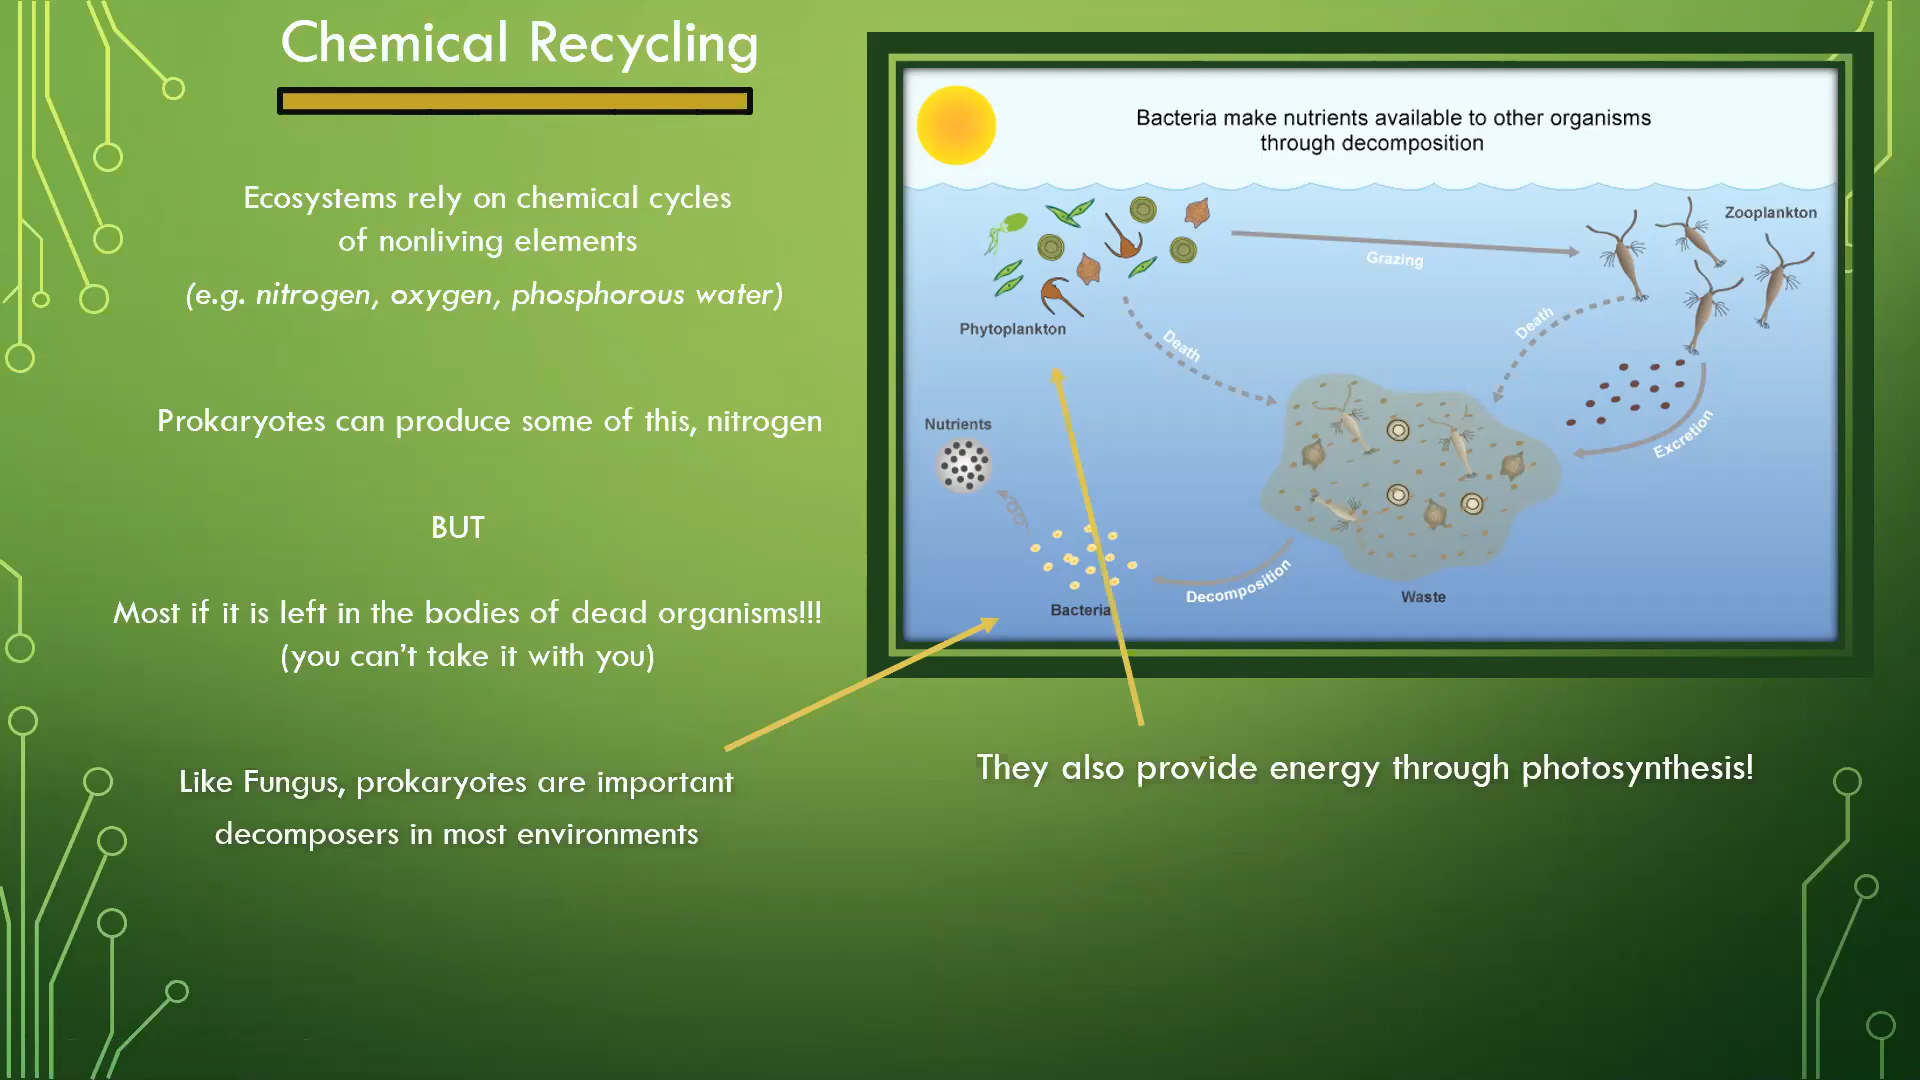 Chemical Recycling
Ecosystems rely on chemical cycles
of nonliving elements
(e.g. nitrogen, oxygen, phosphorous water)
Prokaryotes can produce some of this, nitrogen
BUT
Most if it is left in the bodies of dead organisms!!!
(you can't take it with you)
Like Fungus, prokaryotes are important
decomposers in most environments
Bacteria make nutrients available to other organisms
through decomposition
Zooplankton
Grazing
Phytoplankton
Death
Death
Nutrients
Excretion
Decomposition
Waste
Bacteria
They also provide energy through photosynthesis!